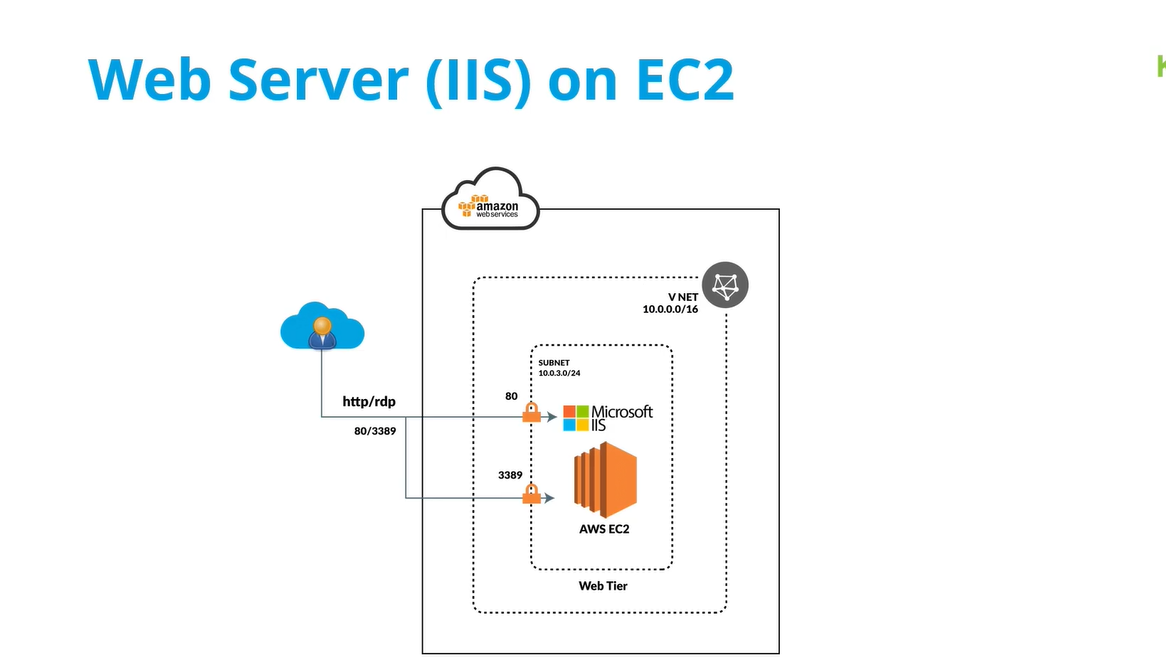 Web Server (IIS) on EC2
K
amazon
web services
V NET
10.0.0.0/16
SUBNET
10.0.3.0/24
http/rdp
80
Microsoft
IIS
80/3389
3389
AWS EC2
Web Tier